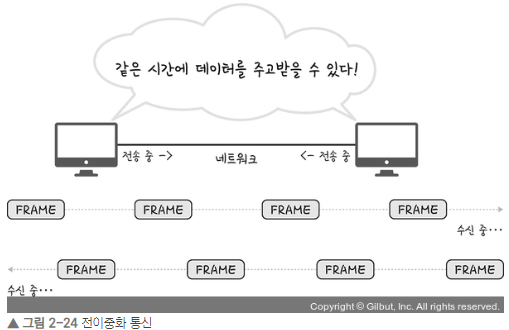 같은 시간에 데이터를 주고받을 수 있다!
전송 중 -> 네트워크 <- 전송 중
FRAME FRAME FRAME FRAME
수신 중···
FRAME FRAME FRAME FRAME
수신 중···
Copyright © Gilbut, Inc. All rights reserved.
▲ 그림 2-24 전이중화 통신